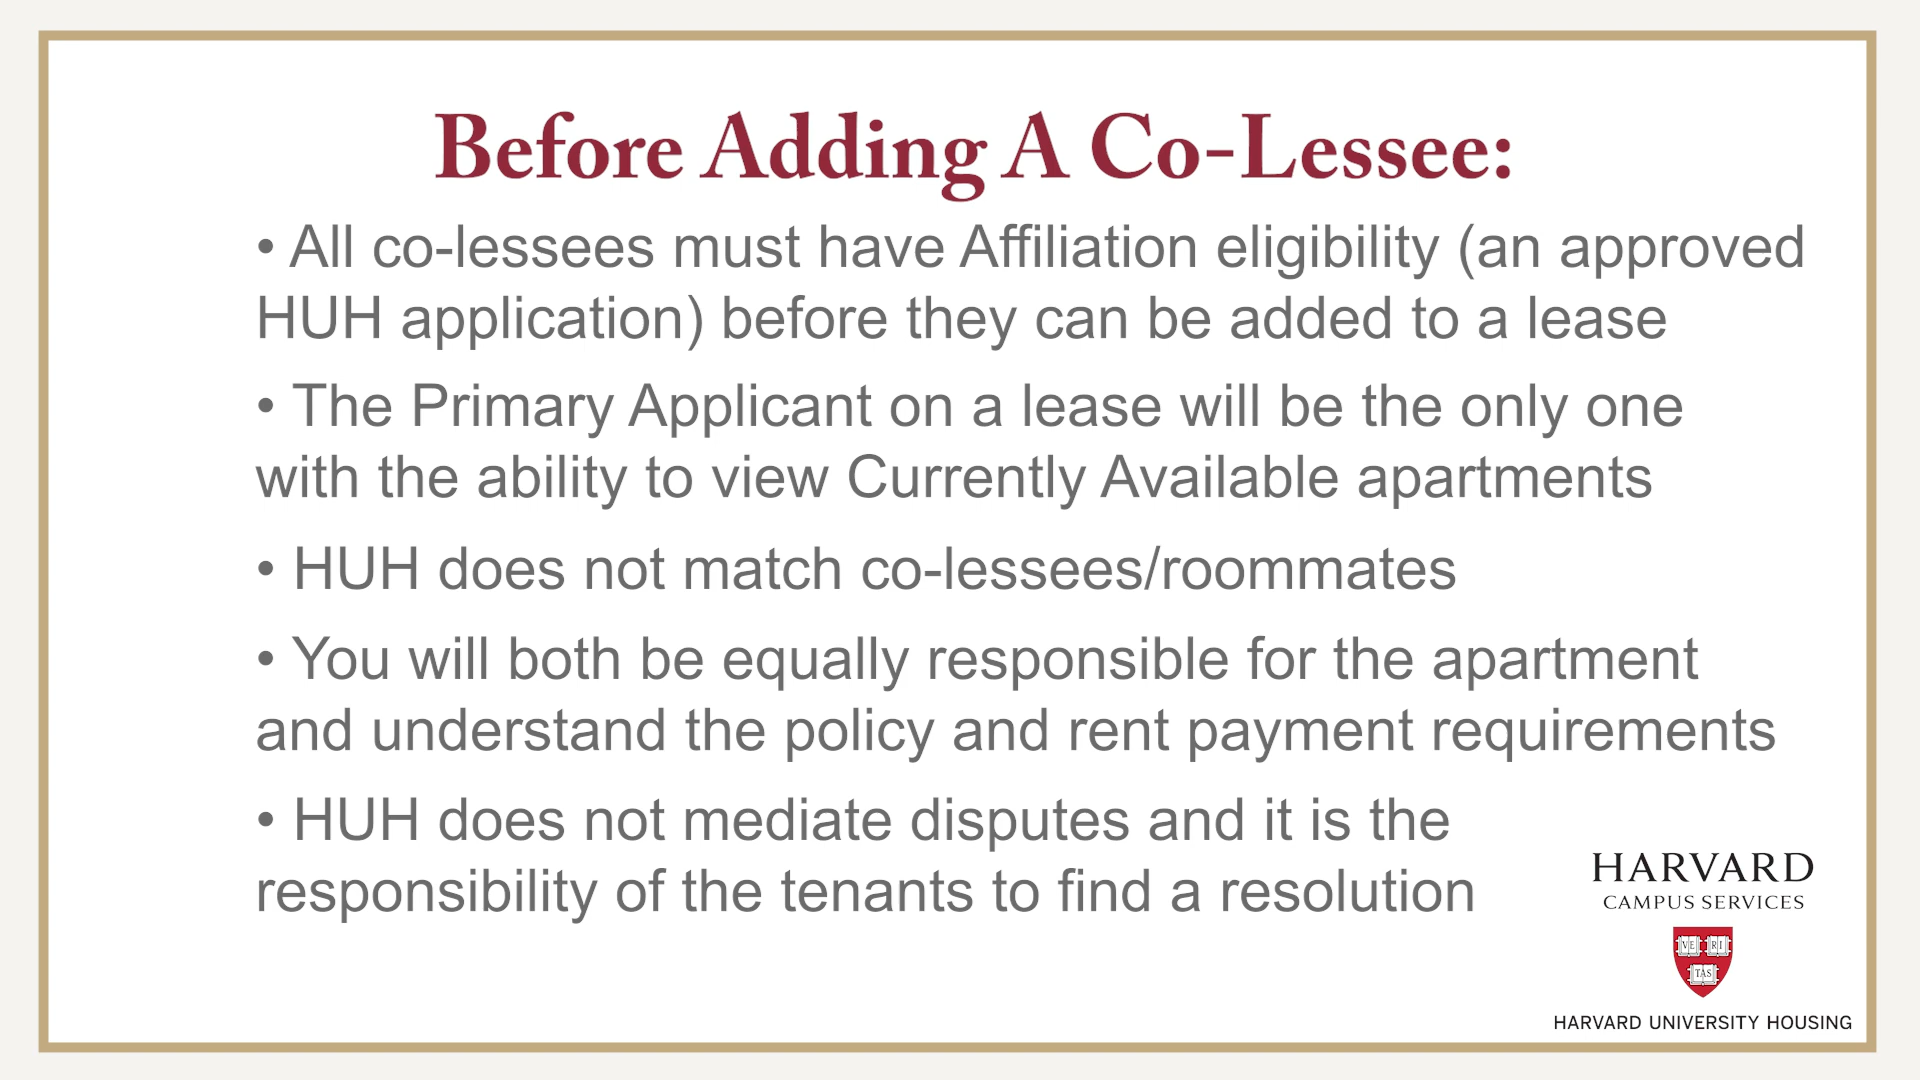 Before Adding A Co-Lessee:
• All co-lessees must have Affiliation eligibility (an approved
HUH application) before they can be added to a lease
• The Primary Applicant on a lease will be the only one
with the ability to view Currently Available apartments
• HUH does not match co-lessees/roommates
• You will both be equally responsible for the apartment
and understand the policy and rent payment requirements
• HUH does not mediate disputes and it is the
responsibility of the tenants to find a resolution
HARVARD
CAMPUS SERVICES
VE RI
TAS
HARVARD UNIVERSITY HOUSING